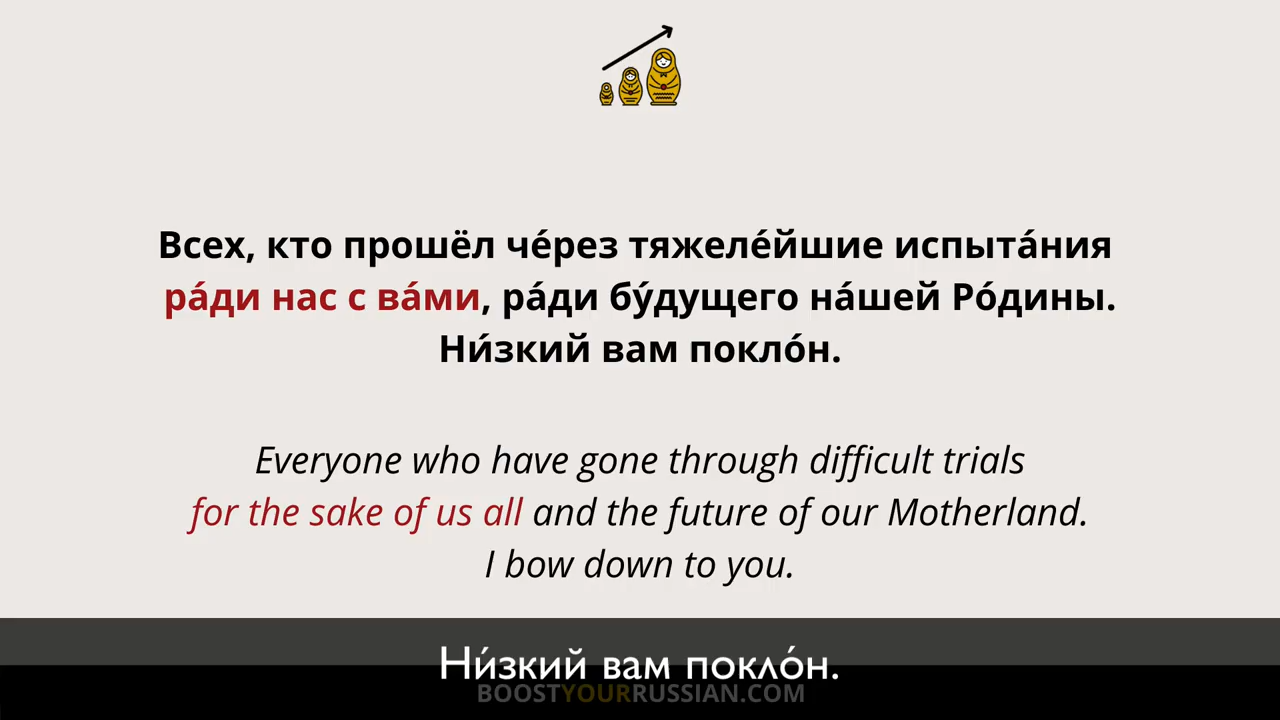 Всех, кто прошёл че́рез тяжеле́йшие испыта́ния
ра́ди нас с ва́ми, ра́ди бу́дущего на́шей Ро́дины.
Ни́зкий вам покло́н.
Everyone who have gone through difficult trials
for the sake of us all and the future of our Motherland.
I bow down to you.
Ни́зкий вам покло́н.
BOOSTYOURRUSSIAN.COM